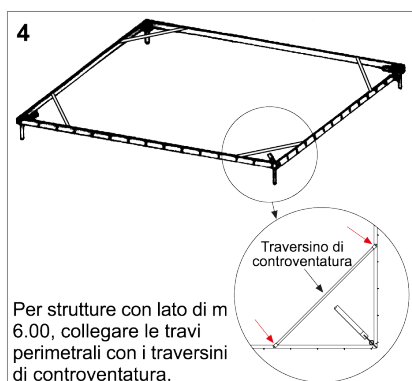 4
Traversino di
controventatura
Per strutture con lato di m
6.00, collegare le travi
perimetrali con i traversini
di controventatura.